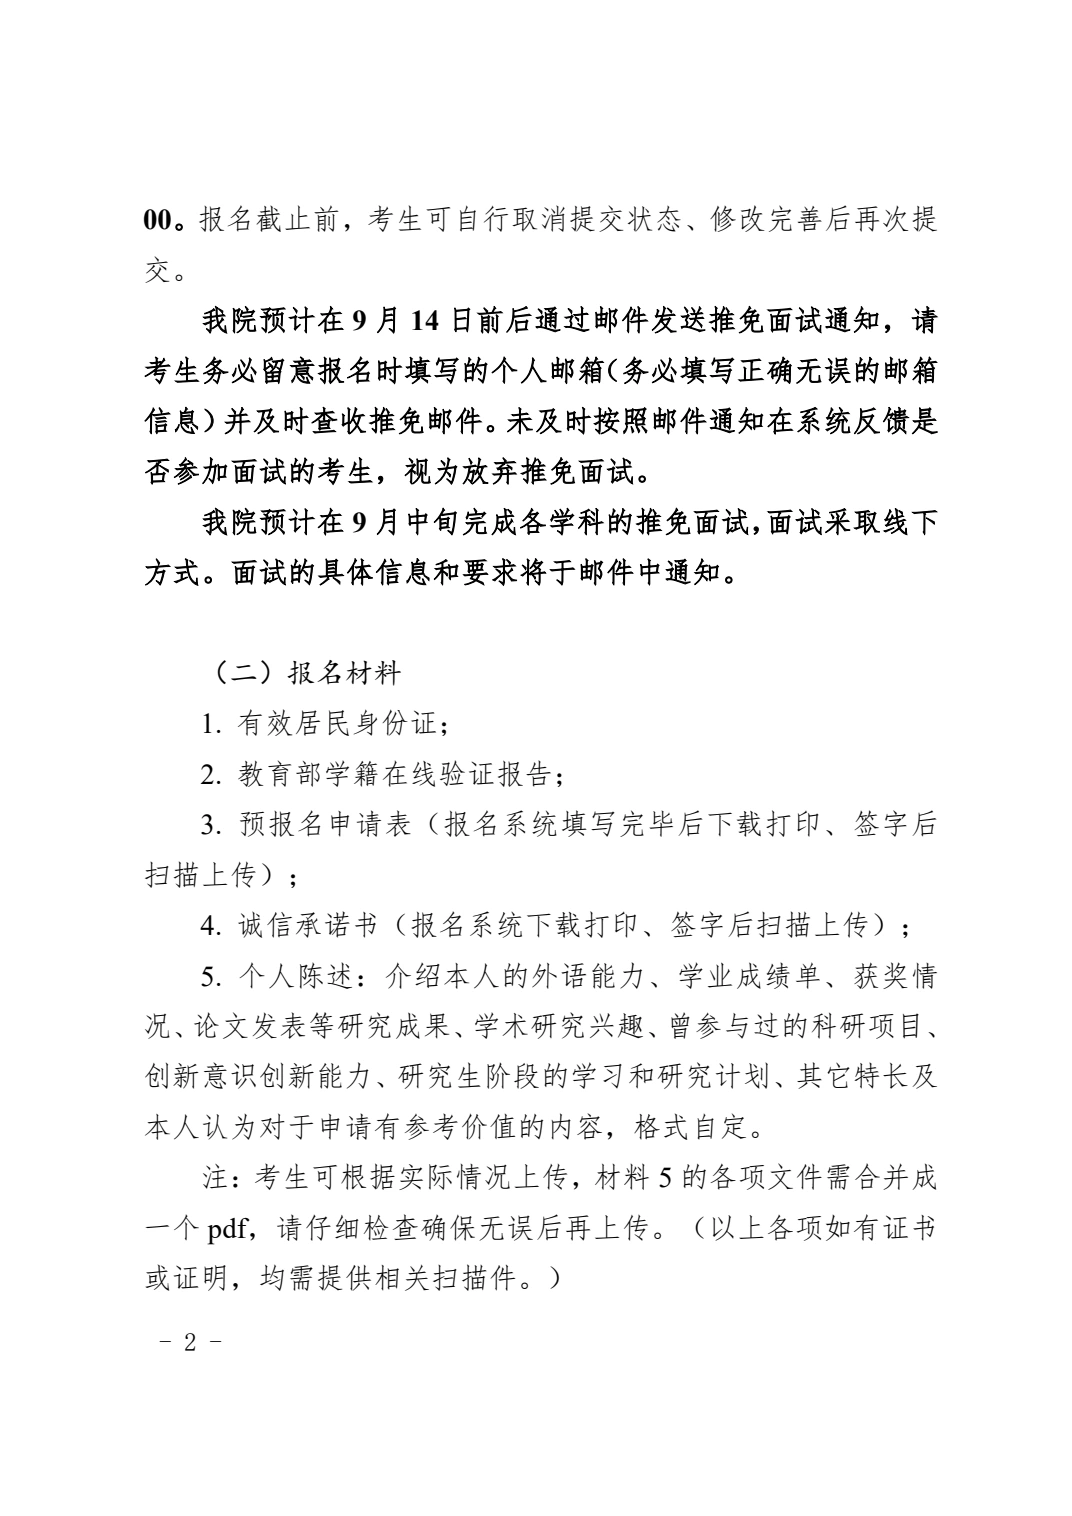 00。报名截止前，考生可自行取消提交状态、修改完善后再次提
交。
我院预计在 9 月 14 日前后通过邮件发送推免面试通知，请
考生务必留意报名时填写的个人邮箱（务必填写正确无误的邮箱
信息）并及时查收推免邮件。未及时按照邮件通知在系统反馈是
否参加面试的考生，视为放弃推免面试。
我院预计在 9 月中旬完成各学科的推免面试，面试采取线下
方式。面试的具体信息和要求将于邮件中通知。
（二）报名材料
1. 有效居民身份证；
2. 教育部学籍在线验证报告；
3. 预报名申请表（报名系统填写完毕后下载打印、签字后
扫描上传）；
4. 诚信承诺书（报名系统下载打印、签字后扫描上传）；
5. 个人陈述：介绍本人的外语能力、学业成绩单、获奖情
况、论文发表等研究成果、学术研究兴趣、曾参与过的科研项目、
创新意识创新能力、研究生阶段的学习和研究计划、其它特长及
本人认为对于申请有参考价值的内容，格式自定。
注：考生可根据实际情况上传，材料 5 的各项文件需合并成
一个 pdf，请仔细检查确保无误后再上传。（以上各项如有证书
或证明，均需提供相关扫描件。）
- 2 -